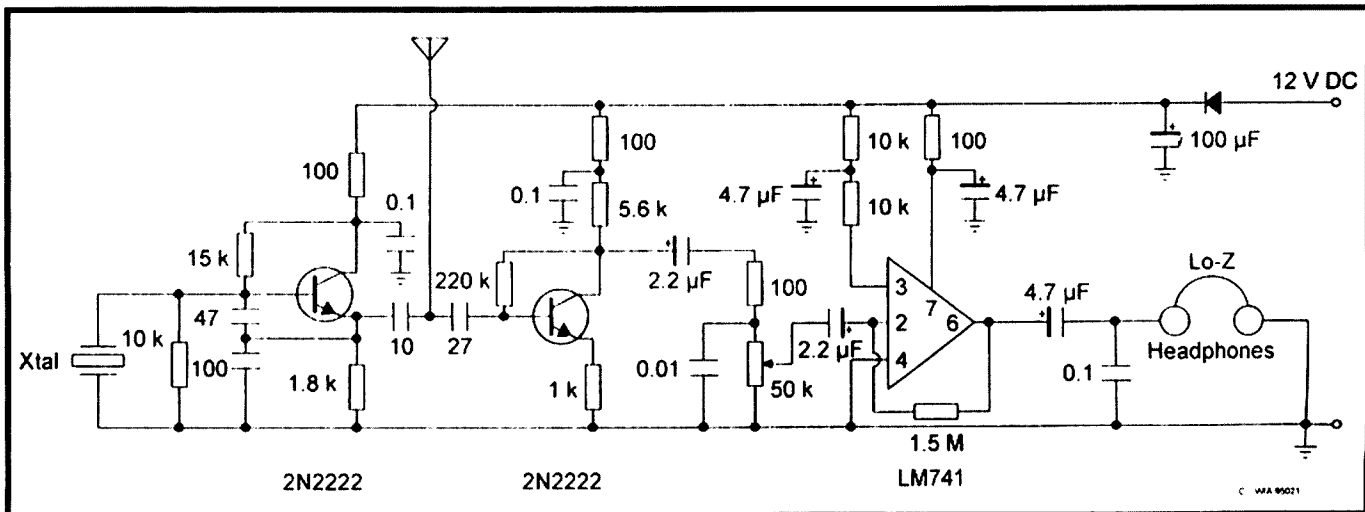 12 V DC
100
10 k
100
100 µF
100
0.1
0.1
4.7 µF
4.7 µF
5.6 k
10 k
15 k
220 k
2.2 µF
Lo-Z
100
3
7
4.7 µF
47
2
6
Xtal
10 k
10
27
2.2 µF
4
Headphones
100
1.8 k
1 k
0.01
50 k
0.1
1.5 M
2N2222
2N2222
LM741
C WIA 95021